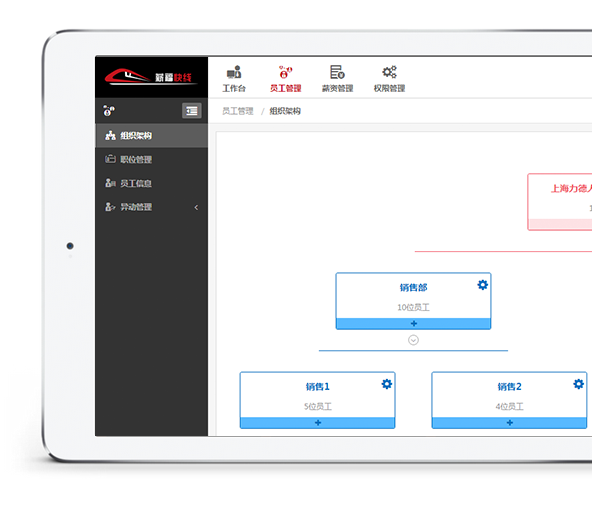 薪福快线
工作台
员工管理
薪资管理
权限管理
员工管理 / 组织架构
组织架构
职位管理
员工信息
异动管理
上海力德人
销售部
10位员工
销售1
5位员工
销售2
4位员工